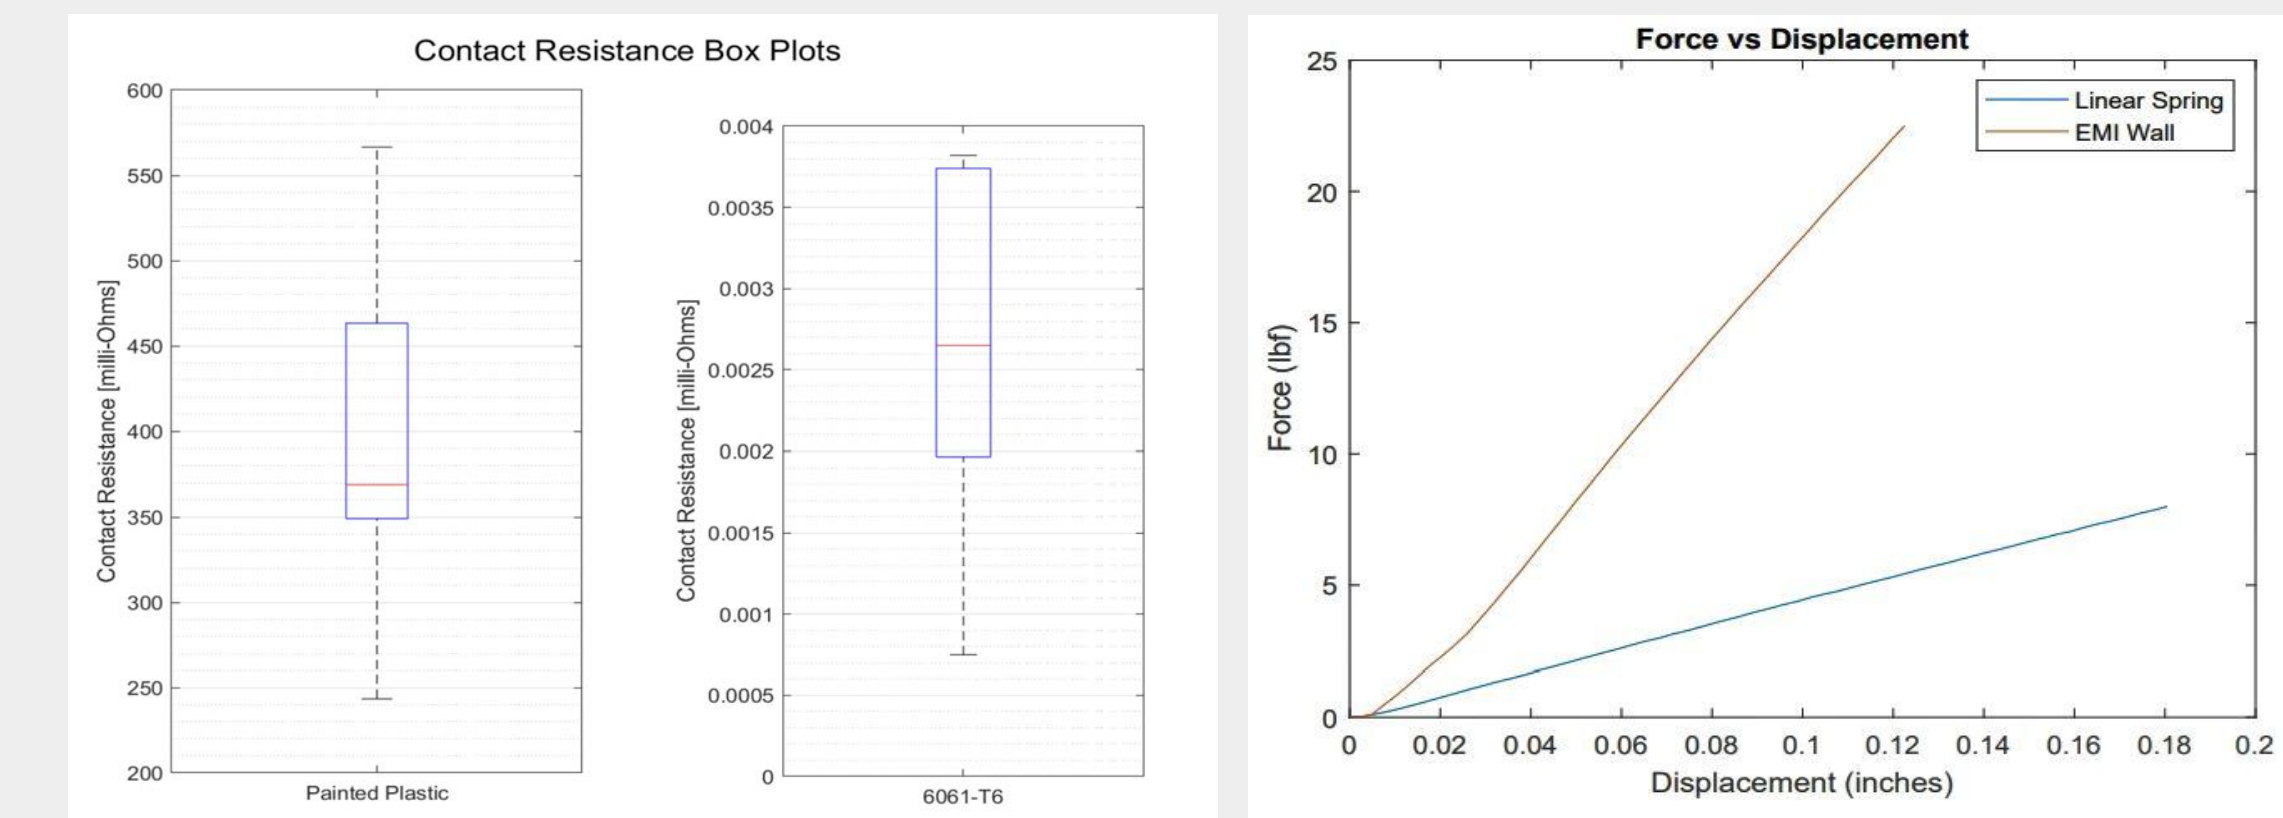 Contact Resistance Box Plots
600
550
500
450
400
350
300
250
200
Contact Resistance [milli-Ohms]
Painted Plastic
0.004
0.0035
0.003
0.0025
0.002
0.0015
0.001
0.0005
0
Contact Resistance [milli-Ohms]
6061-T6
Force vs Displacement
25
20
15
10
5
0
Force (lbf)
Linear Spring
EMI Wall
0 0.02 0.04 0.06 0.08 0.1 0.12 0.14 0.16 0.18 0.2
Displacement (inches)